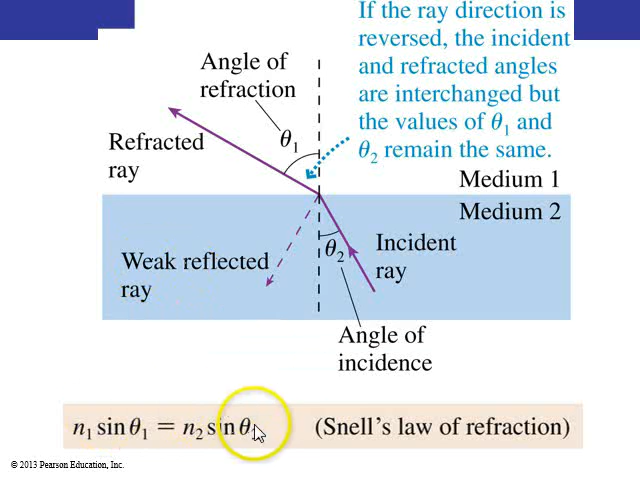 If the ray direction is
reversed, the incident
and refracted angles
are interchanged but
the values of θ1 and
θ2 remain the same.
Angle of
refraction
θ1
Refracted
ray
Medium 1
Medium 2
Incident
ray
θ2
Weak reflected
ray
Angle of
incidence
n1 sin θ1 = n2 sin θ2 (Snell's law of refraction)
© 2013 Pearson Education, Inc.